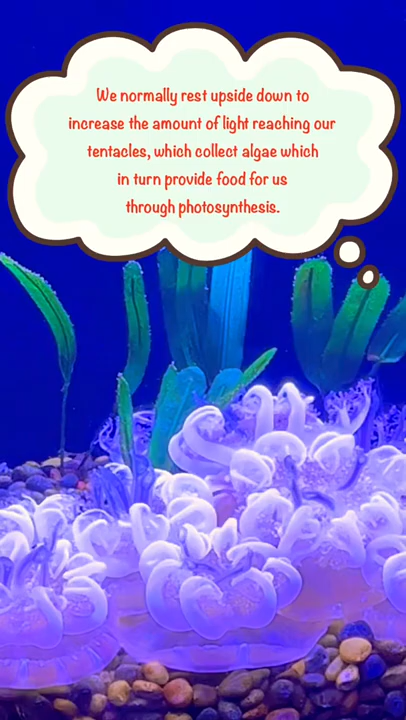 We normally rest upside down to
increase the amount of light reaching our
tentacles, which collect algae which
in turn provide food for us
through photosynthesis.